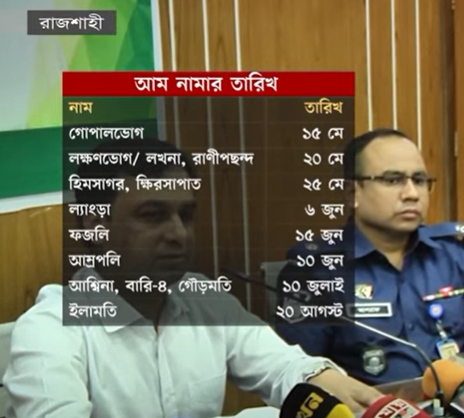 রাজশাহী
আম নামার তারিখ
নাম তারিখ
গোপালভোগ ১৫ মে
লক্ষণভোগ/ লখনা, রাণীপছন্দ ২০ মে
হিমসাগর, ক্ষিরসাপাত ২৫ মে
ল্যাংড়া ৬ জুন
ফজলি ১৫ জুন
আম্রপলি ১০ জুন
আশ্বিনা, বারি-৪, গৌড়মতি ১০ জুলাই
ইলামতি ২০ আগস্ট